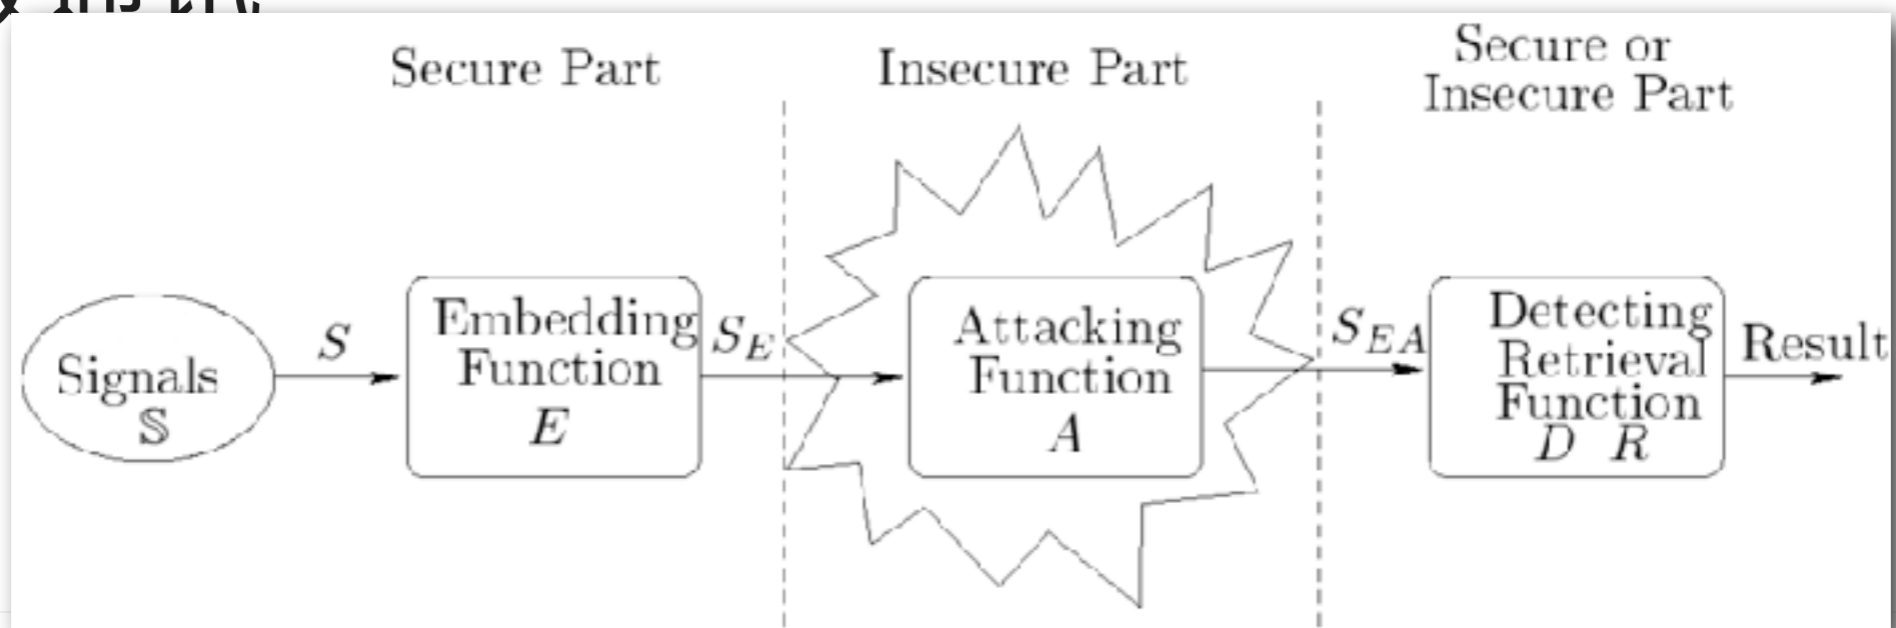 Secure Part
Insecure Part
Secure or
Insecure Part
Signals
𝕊
S
Embedding
Function
E
S_E
Attacking
Function
A
S_EA
Detecting
Retrieval
Function
D R
Result